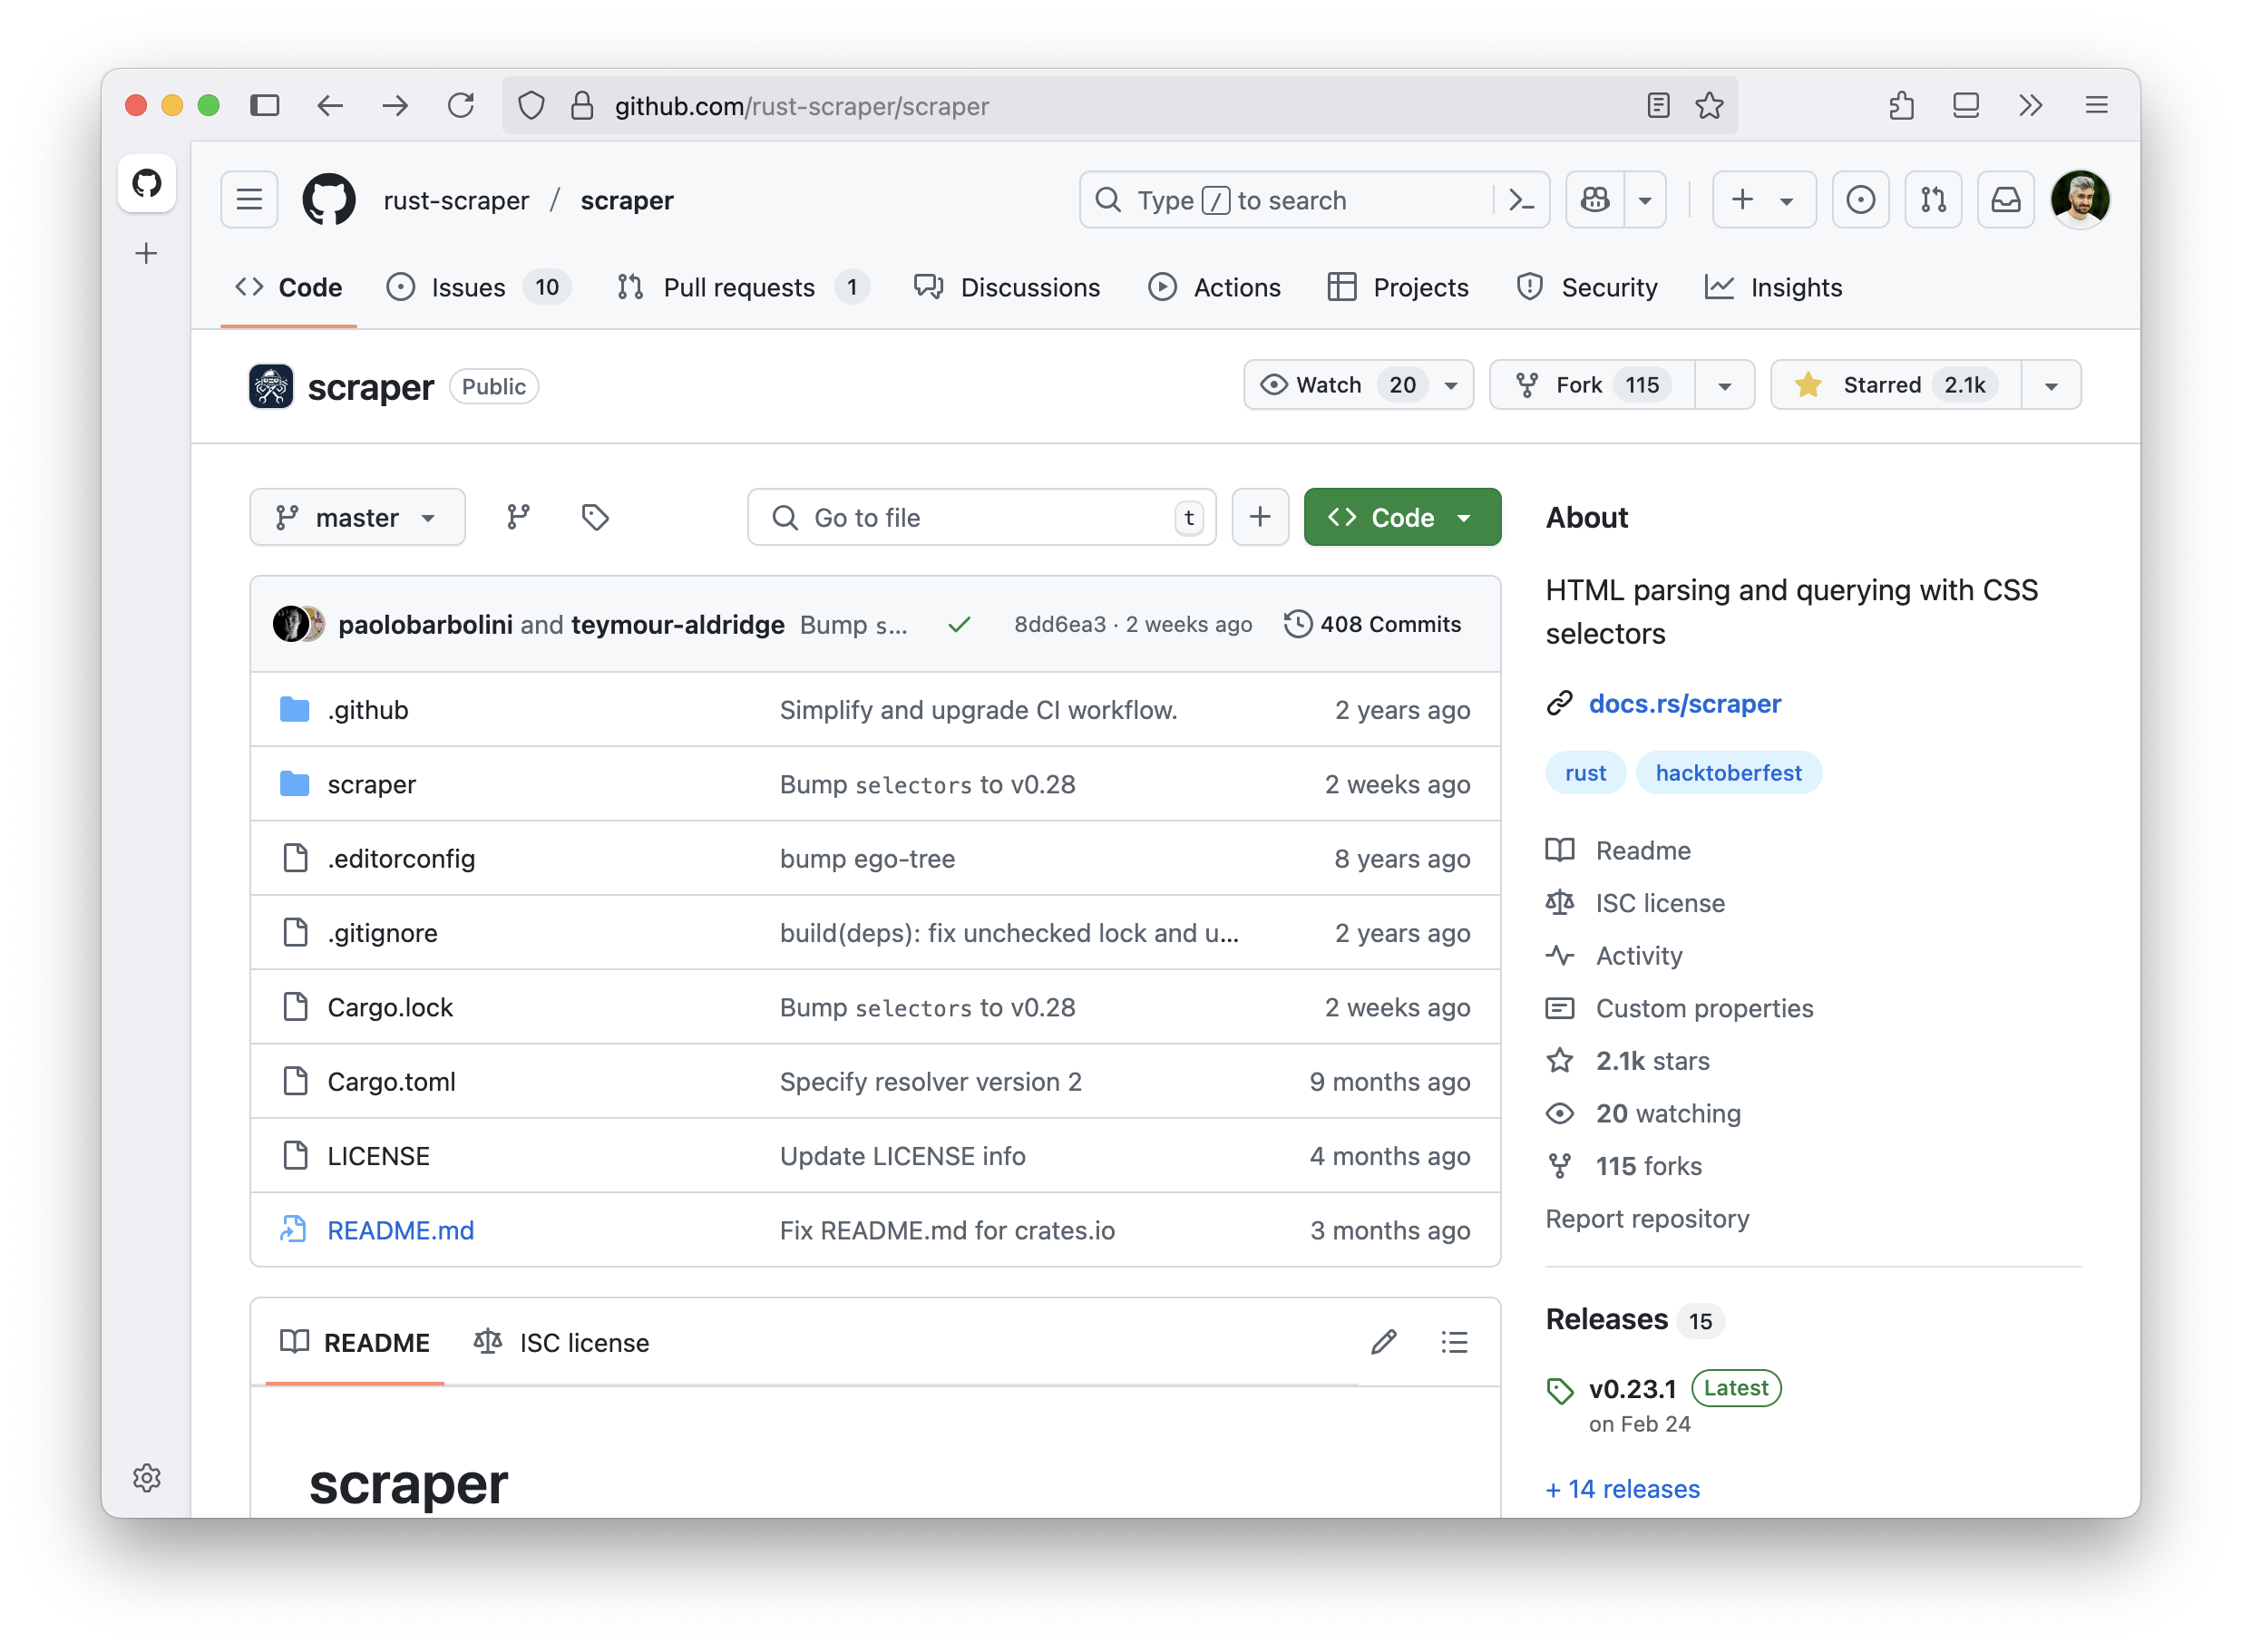 github.com/rust-scraper/scraper
rust-scraper / scraper
Type / to search
Code
Issues 10
Pull requests 1
Discussions
Actions
Projects
Security
Insights
scraper Public
Watch 20
Fork 115
Starred 2.1k
master
Go to file t
Code
paolobarbolini and teymour-aldridge Bump s... 8dd6ea3 · 2 weeks ago 408 Commits
.github Simplify and upgrade CI workflow. 2 years ago
scraper Bump selectors to v0.28 2 weeks ago
.editorconfig bump ego-tree 8 years ago
.gitignore build(deps): fix unchecked lock and u... 2 years ago
Cargo.lock Bump selectors to v0.28 2 weeks ago
Cargo.toml Specify resolver version 2 9 months ago
LICENSE Update LICENSE info 4 months ago
README.md Fix README.md for crates.io 3 months ago
README
ISC license
scraper
About
HTML parsing and querying with CSS
selectors
docs.rs/scraper
rust hacktoberfest
Readme
ISC license
Activity
Custom properties
2.1k stars
20 watching
115 forks
Report repository
Releases 15
v0.23.1 Latest
on Feb 24
+ 14 releases